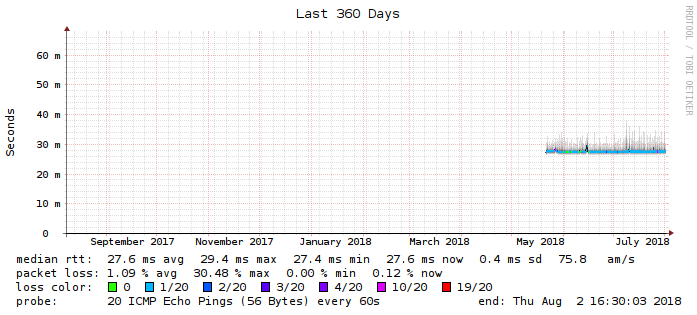 Last 360 Days
RRDTOOL / TOBI OETIKER
Seconds
60 m
50 m
40 m
30 m
20 m
10 m
0
September 2017 November 2017 January 2018 March 2018 May 2018 July 2018
median rtt: 27.6 ms avg 29.4 ms max 27.4 ms min 27.6 ms now 0.4 ms sd 75.8 am/s
packet loss: 1.09 % avg 30.48 % max 0.00 % min 0.12 % now
loss color: 0 1/20 2/20 3/20 4/20 10/20 19/20
probe: 20 ICMP Echo Pings (56 Bytes) every 60s end: Thu Aug 2 16:30:03 2018